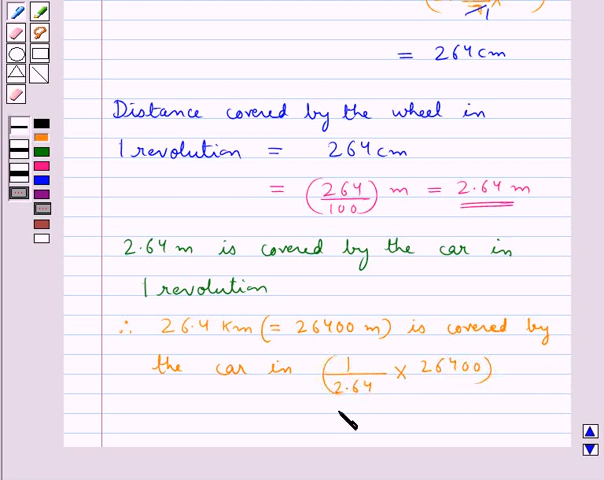 = 264 cm
Distance covered by the wheel in
1 revolution = 264 cm
= (264/100) m = 2.64 m
2.64 m is covered by the car in
1 revolution
∴ 26.4 Km (= 26400 m) is covered by
the car in (1/2.64 × 26400)